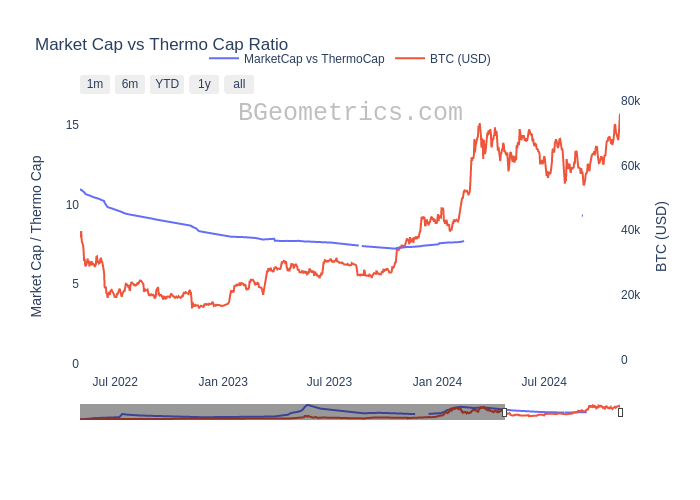 Market Cap vs Thermo Cap Ratio
MarketCap vs ThermoCap
BTC (USD)
1m
6m
YTD
1y
all
BGeometrics.com
Market Cap / Thermo Cap
15
10
5
0
80k
60k
40k
20k
0
BTC (USD)
Jul 2022
Jan 2023
Jul 2023
Jan 2024
Jul 2024